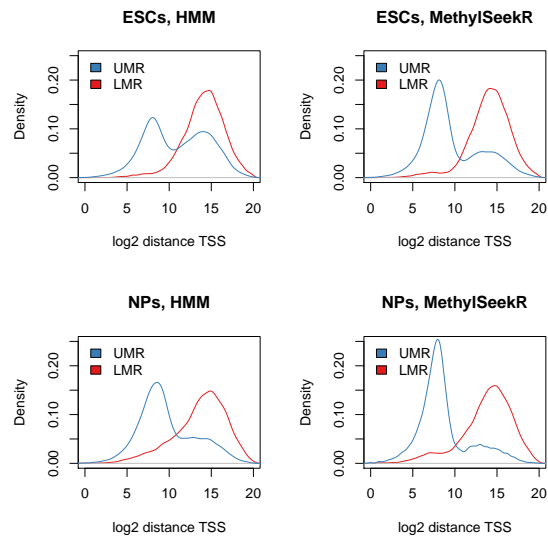 ESCs, HMM
UMR
LMR
Density
0.00 0.10 0.20
0 5 10 15 20
log2 distance TSS
ESCs, MethylSeekR
UMR
LMR
Density
0.00 0.10 0.20
0 5 10 15 20
log2 distance TSS
NPs, HMM
UMR
LMR
Density
0.00 0.10 0.20
0 5 10 15 20
log2 distance TSS
NPs, MethylSeekR
UMR
LMR
Density
0.00 0.10 0.20
0 5 10 15 20
log2 distance TSS